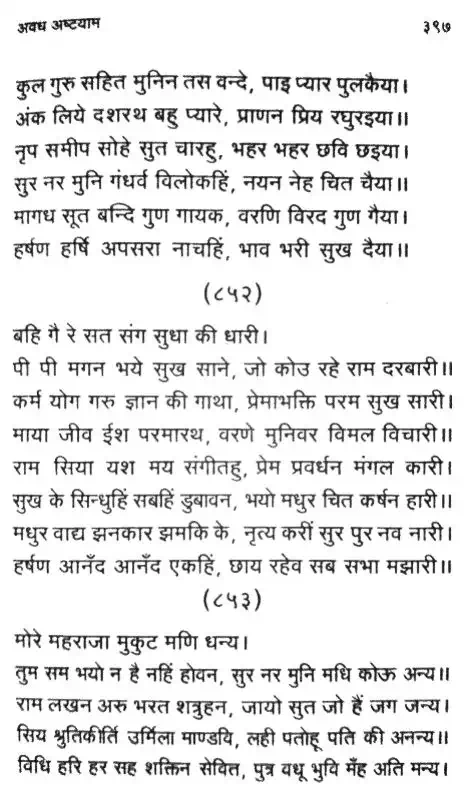 अवध अष्टयाम ३९७
कुल गुरु सहित मुनिन तस वन्दे, पाइ प्यार पुलकैया।
अंक लिये दशरथ बहु प्यारे, प्राणन प्रिय रघुरइया॥
नृप समीप सोहे सुत चारहु, भहर भहर छवि छइया।
सुर नर मुनि गंधर्व विलोकहिं, नयन नेह चित चैया॥
मागध सूत बन्दि गुण गायक, वरणि विरद गुण गैया।
हर्षण हर्षि अपसरा नाचहिं, भाव भरी सुख दैया॥
(८५२)
बहि गै रे सत संग सुधा की धारी।
पी पी मगन भये सुख साने, जो कोउ रहे राम दरबारी॥
कर्म योग गरु ज्ञान की गाथा, प्रेमाभक्ति परम सुख सारी।
माया जीव ईश परमारथ, वरणे मुनिवर विमल विचारी॥
राम सिया यश मय संगीतहु, प्रेम प्रवर्धन मंगल कारी।
सुख के सिन्धुहिं सबहिं डुबावन, भयो मधुर चित कर्षन हारी॥
मधुर वाद्य झनकार झमकि के, नृत्य करीं सुर पुर नव नारी।
हर्षण आनँद आनँद एकहिं, छाय रहेव सब सभा मझारी॥
(८५३)
मोरे महराजा मुकुट मणि धन्य।
तुम सम भयो न है नहिं होवन, सुर नर मुनि मधि कोऊ अन्य॥
राम लखन अरु भरत शत्रुहन, जायो सुत जो हैं जग जन्य।
सिय श्रुतिकीर्ति उर्मिला माण्डयि, लही पतोहू पति की अनन्य॥
विधि हरि हर सह शक्तिन सेवित, पुत्र वधू भुवि मँह अति मन्य।